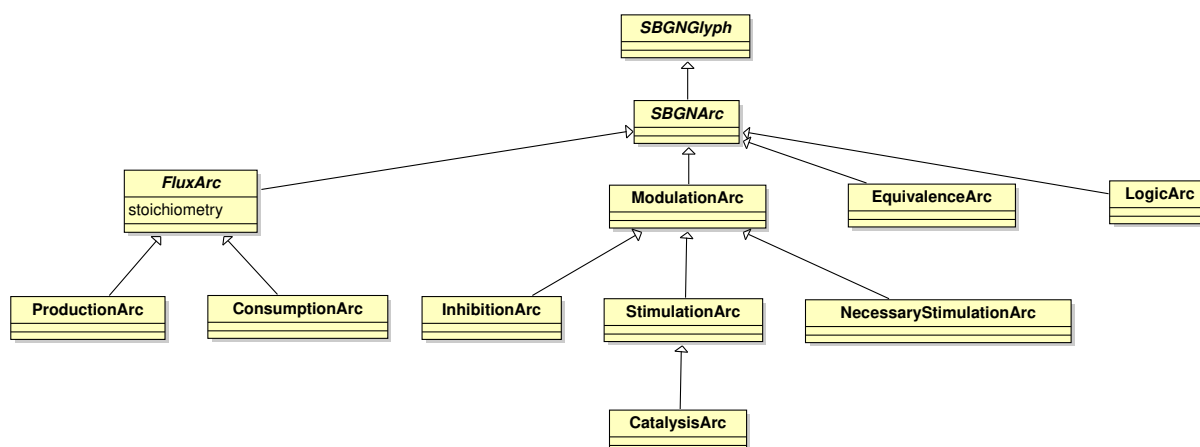 SBGNGlyph
SBGNArc
FluxArc
stoichiometry
ModulationArc
EquivalenceArc
LogicArc
ProductionArc
ConsumptionArc
InhibitionArc
StimulationArc
NecessaryStimulationArc
CatalysisArc